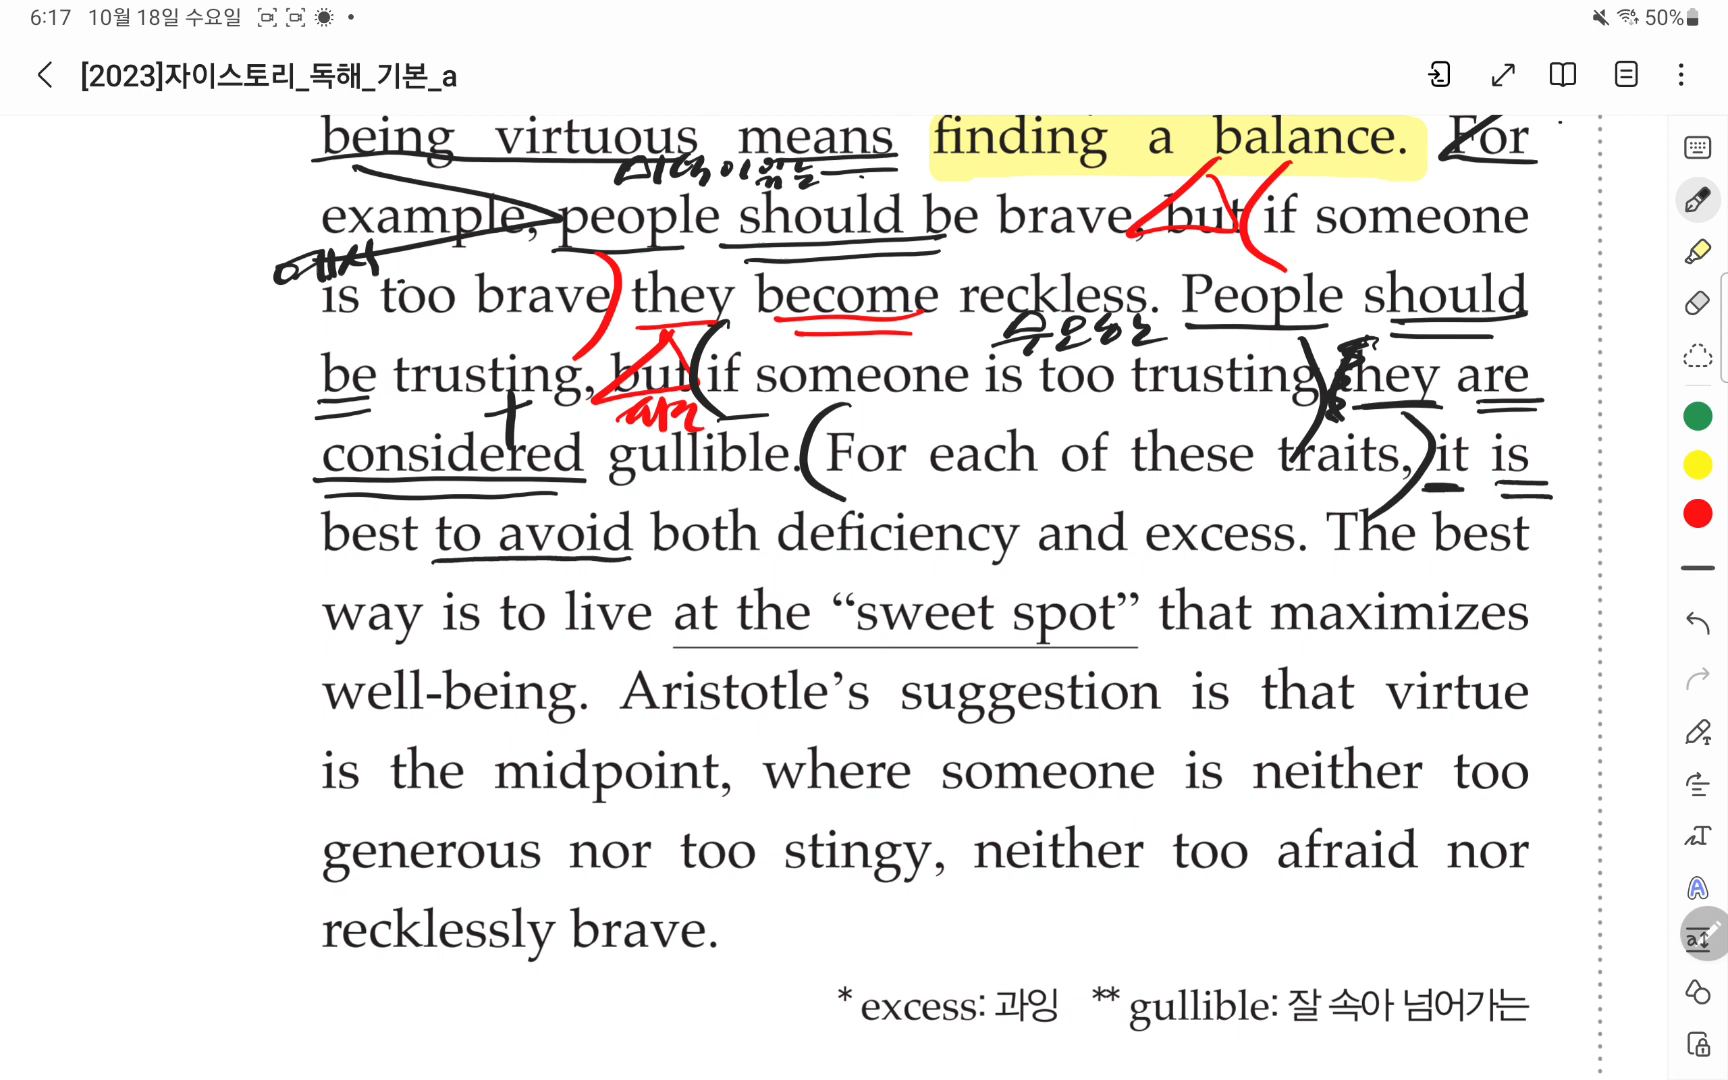 6:17 10월 18일 수요일
50%
[2023]자이스토리_독해_기본_a
being virtuous means finding a balance. For
example, people should be brave, but if someone
예시
is too brave they become reckless. People should
be trusting, but if someone is too trusting they are
considered gullible. For each of these traits, it is
best to avoid both deficiency and excess. The best
way is to live at the “sweet spot” that maximizes
well-being. Aristotle’s suggestion is that virtue
is the midpoint, where someone is neither too
generous nor too stingy, neither too afraid nor
recklessly brave.
* excess: 과잉 ** gullible: 잘 속아 넘어가는